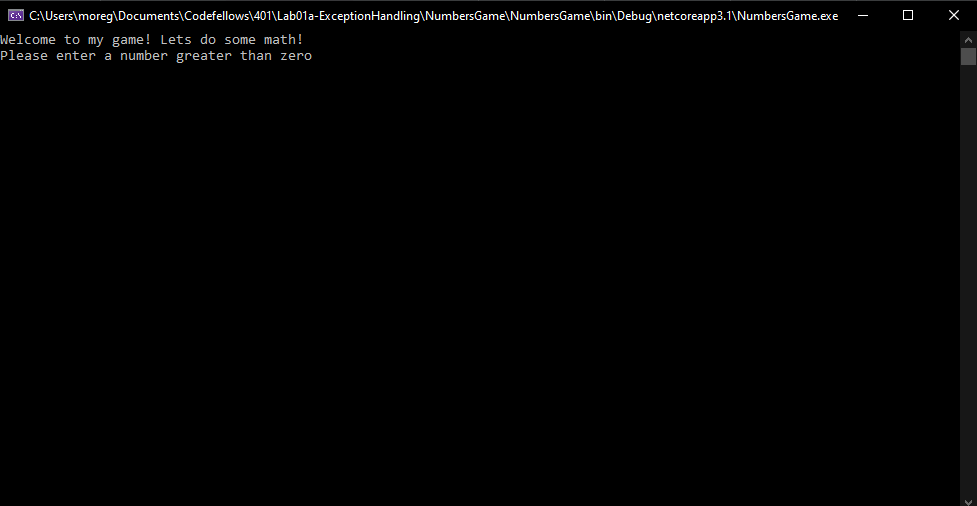 C:\Users\moreg\Documents\Codefellows\401\Lab01a-ExceptionHandling\NumbersGame\NumbersGame\bin\Debug\netcoreapp3.1\NumbersGame.exe
Welcome to my game! Lets do some math!
Please enter a number greater than zero